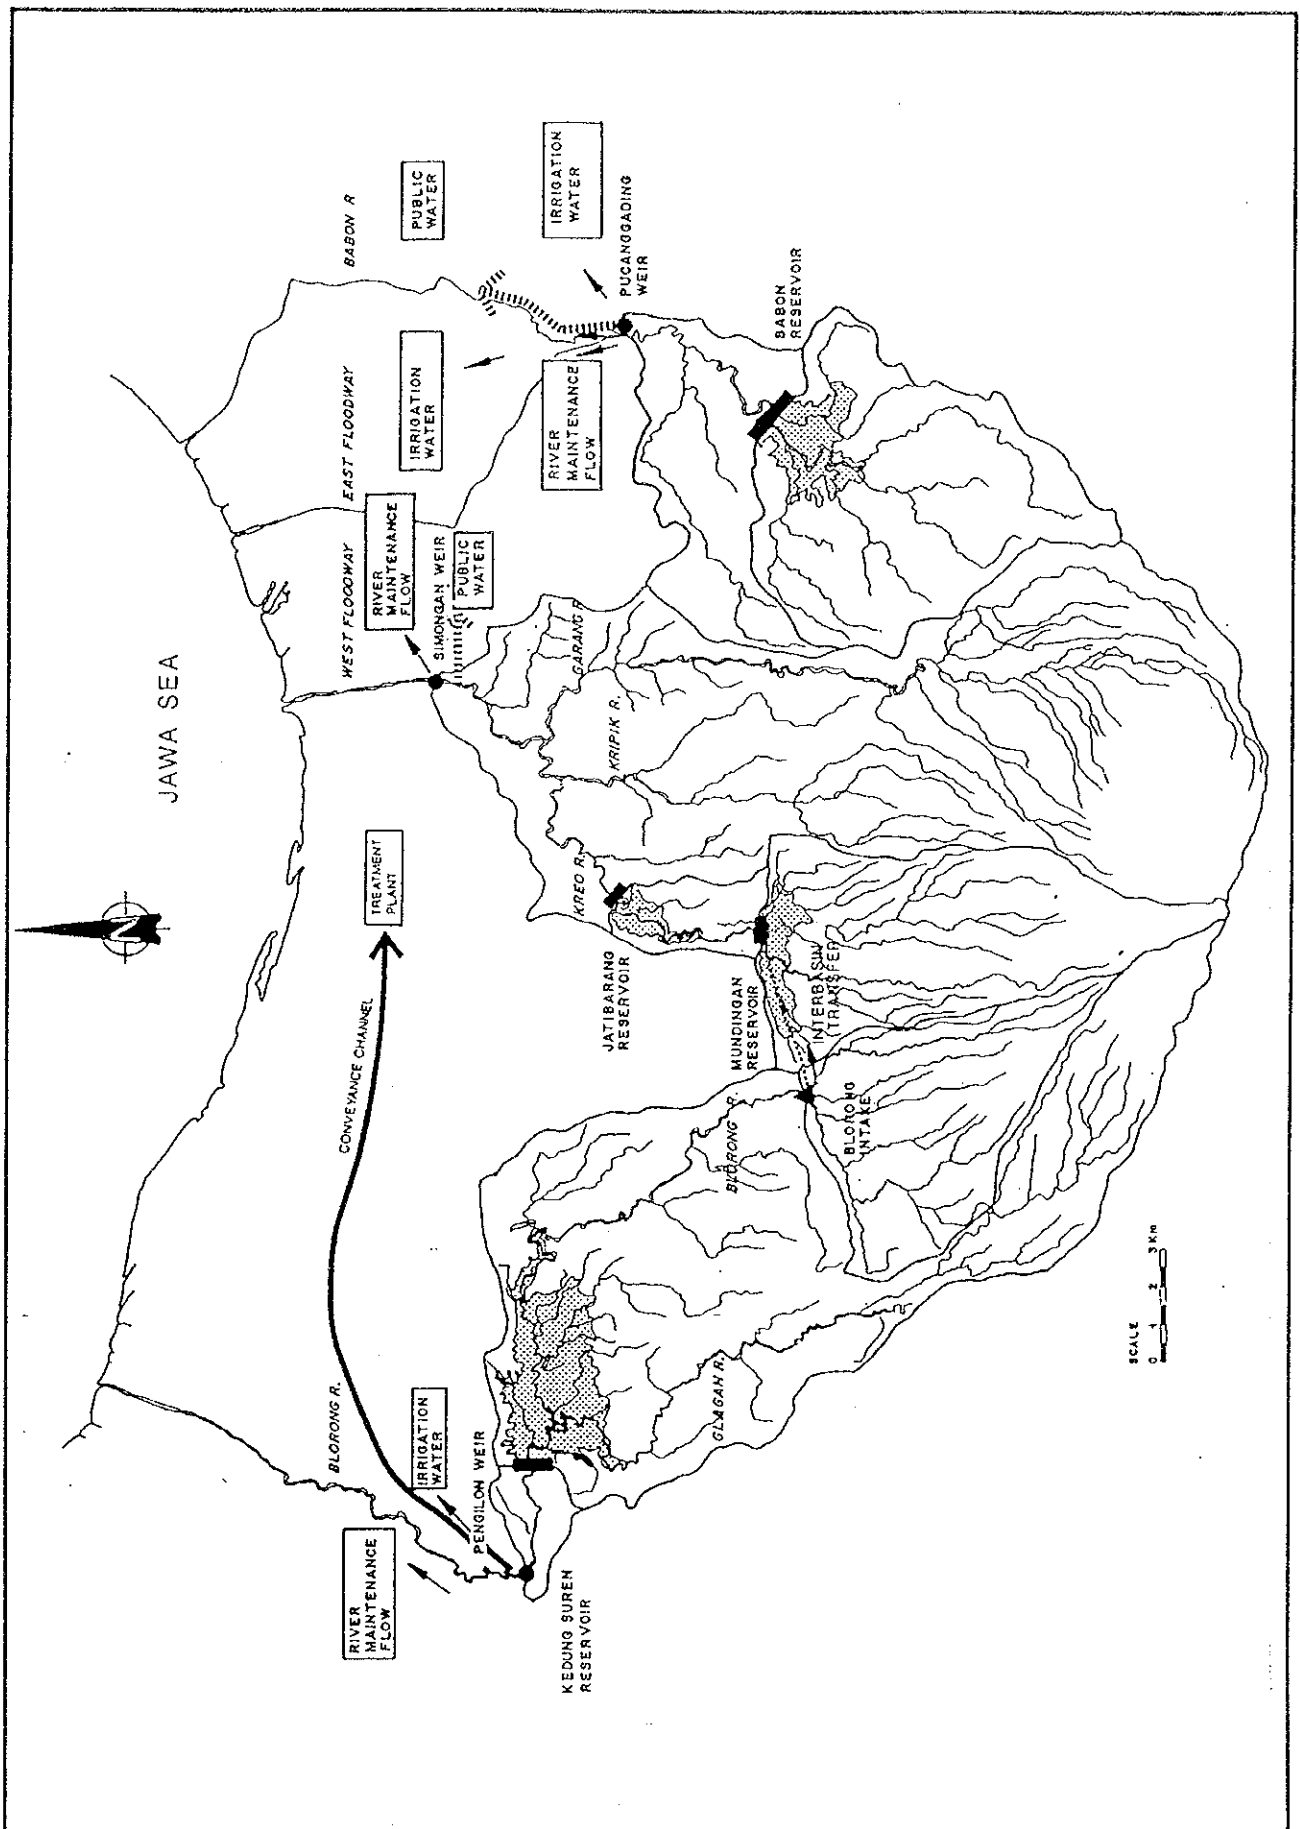 JAWA SEA
N
BABON R
PUBLIC
WATER
IRRIGATION
WATER
EAST FLOODWAY
IRRIGATION
WATER
PUCANGGADING
WEIR
RIVER
MAINTENANCE
FLOW
BABON
RESERVOIR
WEST FLOODWAY
RIVER
MAINTENANCE
FLOW
SIMONGAN WEIR
PUBLIC
WATER
GARANG R.
KRIPIK R.
KREO R.
TREATMENT
PLANT
CONVEYANCE CHANNEL
JATIBARANG
RESERVOIR
MUNDINGAN
RESERVOIR
INTERBASIN
(TRANSFER)
BLORONG
INTAKE
BLORONG R.
BLORONG R.
IRRIGATION
WATER
PENGILON WEIR
RIVER
MAINTENANCE
FLOW
KEDUNG SUREN
RESERVOIR
GLAGAH R.
SCALE
0 1 2 3 Km